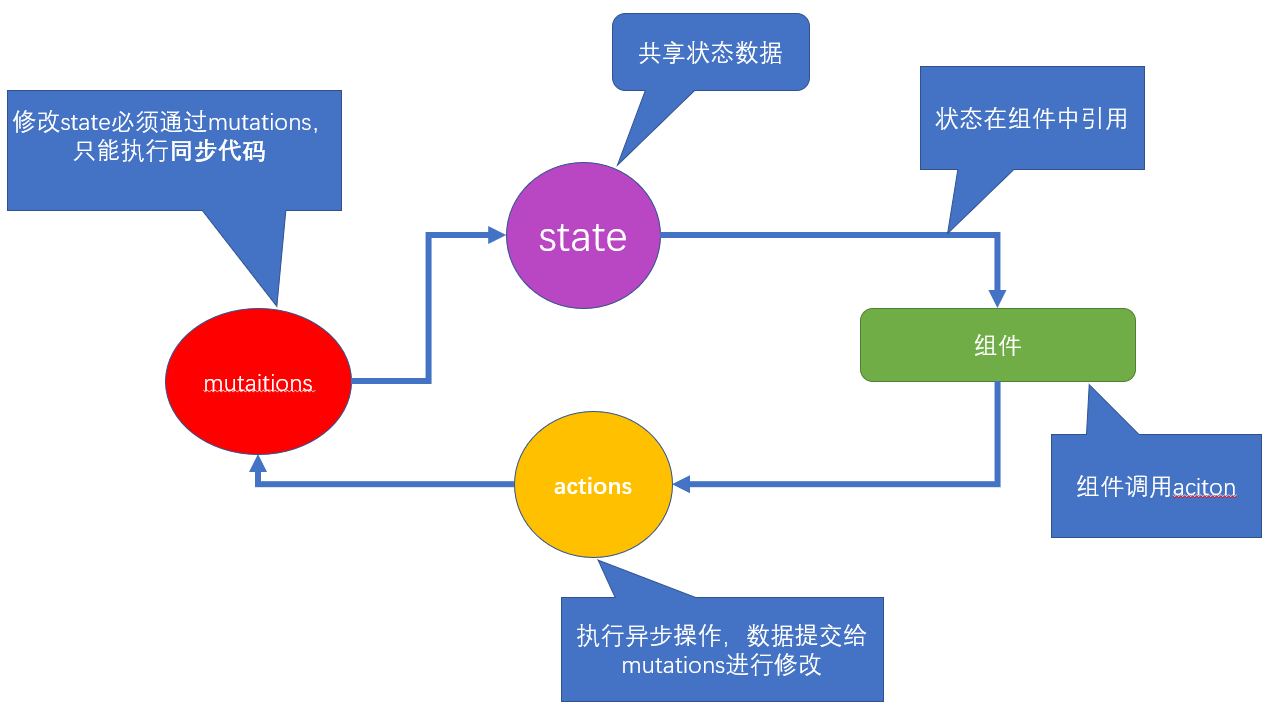 共享状态数据
状态在组件中引用
修改state必须通过mutations,
只能执行同步代码
state
组件
mutaitions
actions
组件调用aciton
执行异步操作，数据提交给
mutations进行修改